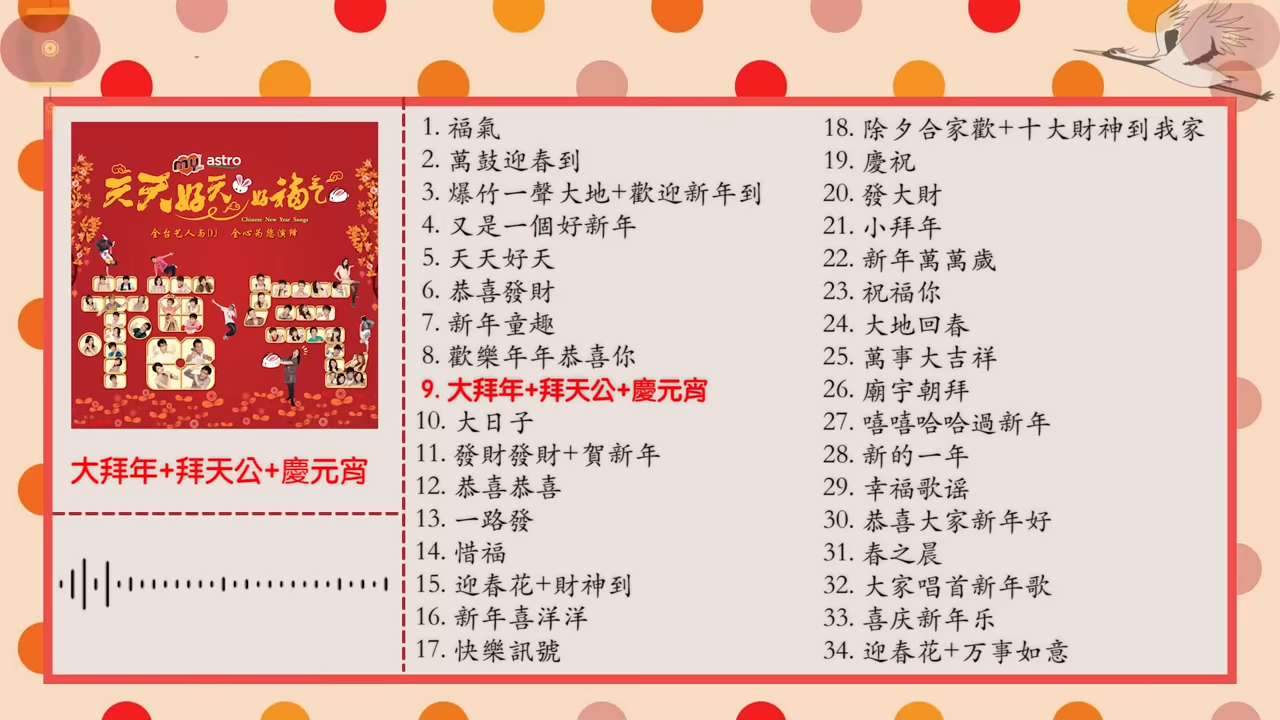 MY astro
天天好天 好福气
Chinese New Year Songs
全台艺人与DJ 全心为您演绎
福气
大拜年+拜天公+慶元宵
1. 福氣
2. 萬鼓迎春到
3. 爆竹一聲大地+歡迎新年到
4. 又是一個好新年
5. 天天好天
6. 恭喜發財
7. 新年童趣
8. 歡樂年年恭喜你
9. 大拜年+拜天公+慶元宵
10. 大日子
11. 發財發財+賀新年
12. 恭喜恭喜
13. 一路發
14. 惜福
15. 迎春花+財神到
16. 新年喜洋洋
17. 快樂訊號
18. 除夕合家歡+十大財神到我家
19. 慶祝
20. 發大財
21. 小拜年
22. 新年萬萬歲
23. 祝福你
24. 大地回春
25. 萬事大吉祥
26. 廟宇朝拜
27. 嘻嘻哈哈過新年
28. 新的一年
29. 幸福歌谣
30. 恭喜大家新年好
31. 春之晨
32. 大家唱首新年歌
33. 喜庆新年乐
34. 迎春花+万事如意